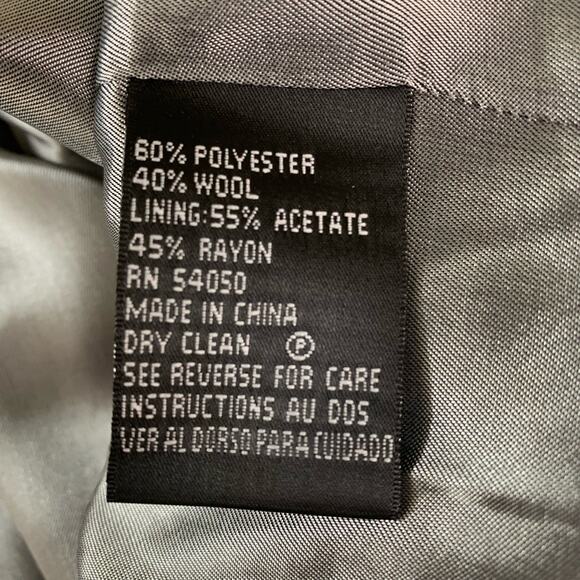 60% POLYESTER
40% WOOL
LINING:55% ACETATE
45% RAYON
RN 54050
MADE IN CHINA
DRY CLEAN Ⓟ
SEE REVERSE FOR CARE
INSTRUCTIONS AU DOS
VER AL DORSO PARA CUIDADO